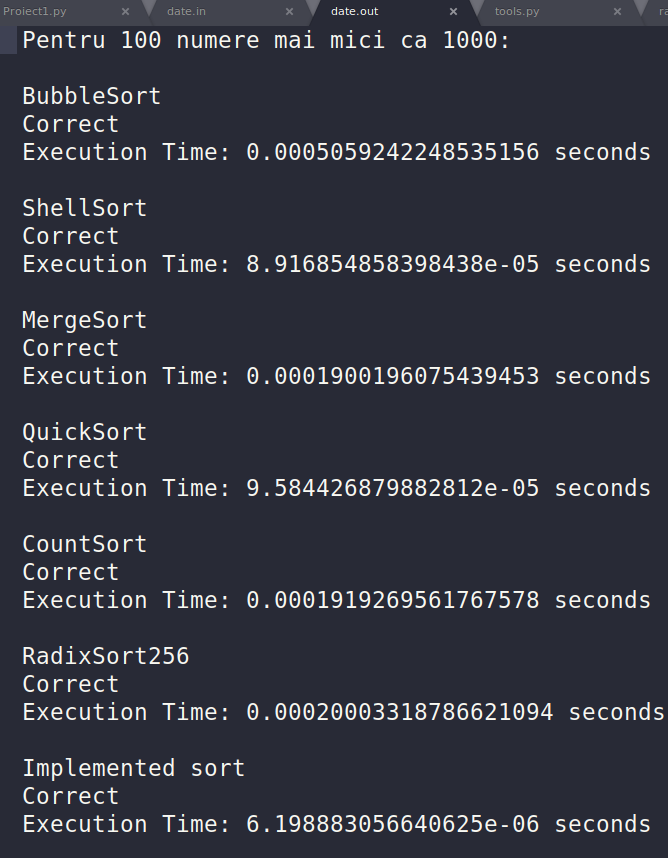 Proiect1.py × date.in × date.out × tools.py × ra
Pentru 100 numere mai mici ca 1000:
BubbleSort
Correct
Execution Time: 0.0005059242248535156 seconds
ShellSort
Correct
Execution Time: 8.916854858398438e-05 seconds
MergeSort
Correct
Execution Time: 0.0001900196075439453 seconds
QuickSort
Correct
Execution Time: 9.584426879882812e-05 seconds
CountSort
Correct
Execution Time: 0.00019192695617675​78 seconds
RadixSort256
Correct
Execution Time: 0.00020003318786621094 seconds
Implemented sort
Correct
Execution Time: 6.198883056640625e-06 seconds